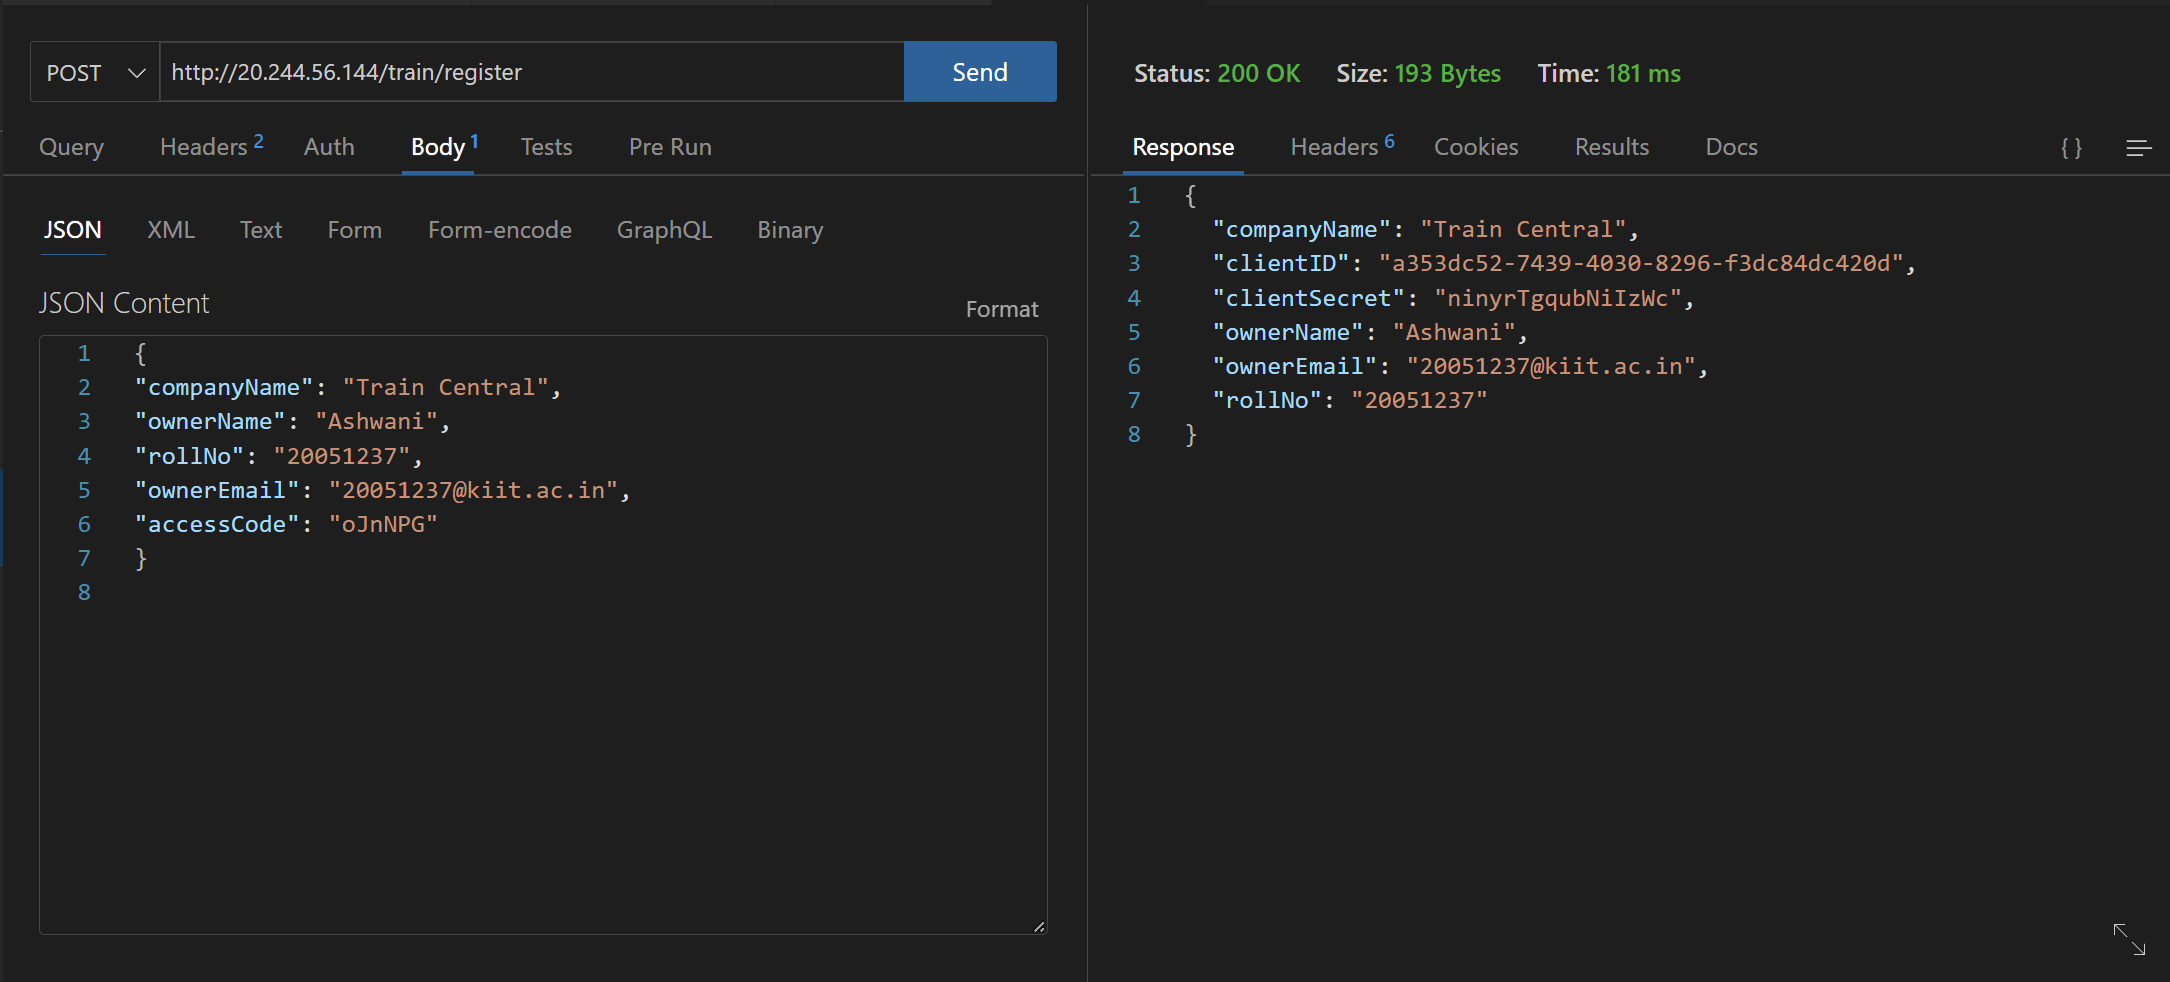 POST http://20.244.56.144/train/register Send
Query Headers 2 Auth Body 1 Tests Pre Run
JSON XML Text Form Form-encode GraphQL Binary
JSON Content Format
1 {
2 "companyName": "Train Central",
3 "ownerName": "Ashwani",
4 "rollNo": "20051237",
5 "ownerEmail": "20051237@kiit.ac.in",
6 "accessCode": "oJnNPG"
7 }
8
Status: 200 OK Size: 193 Bytes Time: 181 ms
Response Headers 6 Cookies Results Docs { }
1 {
2 "companyName": "Train Central",
3 "clientID": "a353dc52-7439-4030-8296-f3dc84dc420d",
4 "clientSecret": "ninyrTgqubNiIzWc",
5 "ownerName": "Ashwani",
6 "ownerEmail": "20051237@kiit.ac.in",
7 "rollNo": "20051237"
8 }